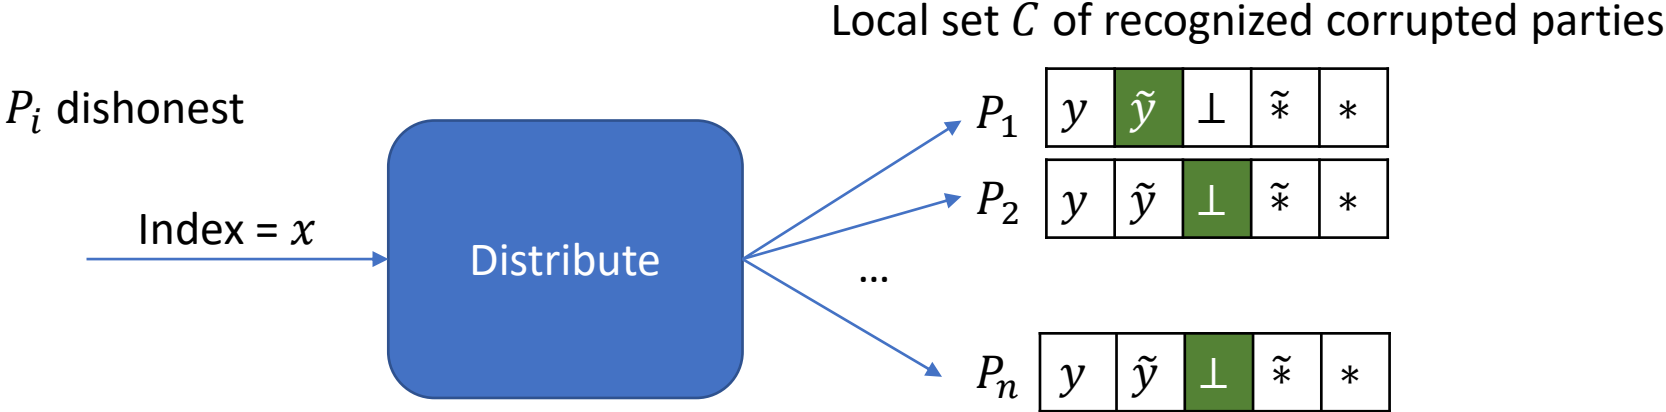 Local set C of recognized corrupted parties
P_i dishonest
P_1 y ỹ ⊥ ∗̃ ∗
P_2 y ỹ ⊥ ∗̃ ∗
Index = x
Distribute
...
P_n y ỹ ⊥ ∗̃ ∗